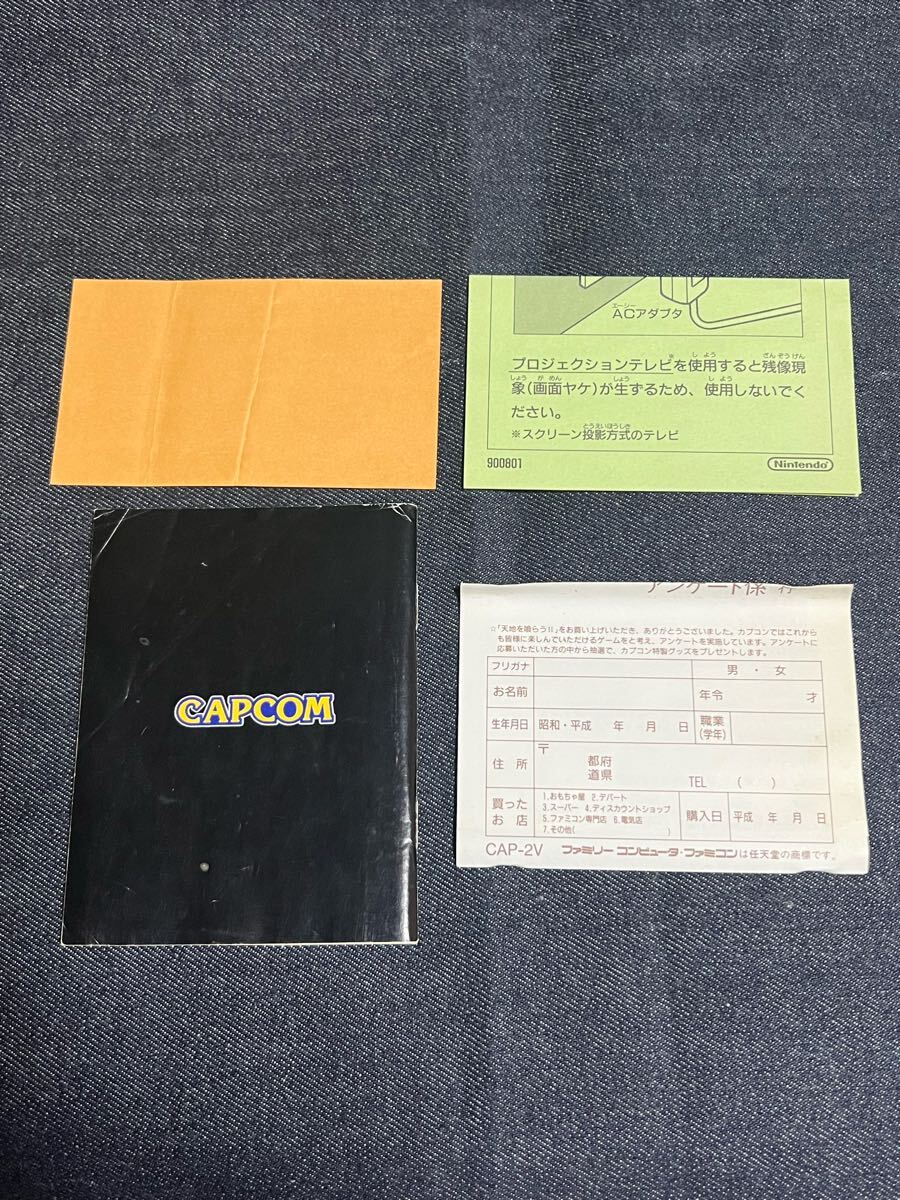 エーシー
ACアダプタ
プロジェクションテレビを使用すると残像現
象(画面ヤケ)が生ずるため、使用しないでく
ださい。
※スクリーン投影方式のテレビ
900801
Nintendo
CAPCOM
アンケート係 行
☆「天地を喰らうII」をお買い上げいただき、ありがとうございました。カプコンではこれから
も皆様に楽しんでいただけるゲームをと考え、アンケートを実施しています。アンケートに
応募いただいた方の中から抽選で、カプコン特製グッズをプレゼントします。
フリガナ 男・女
お名前 年令 才
生年月日 昭和・平成 年 月 日 職業
(学年)
住所 〒 都府
道県 TEL ( )
買った
お店 1.おもちゃ屋 2.デパート
3.スーパー 4.ディスカウントショップ
5.ファミコン専門店 6.電気店
7.その他( )
購入日 平成 年 月 日
CAP-2V ファミリーコンピュータ・ファミコンは任天堂の商標です。